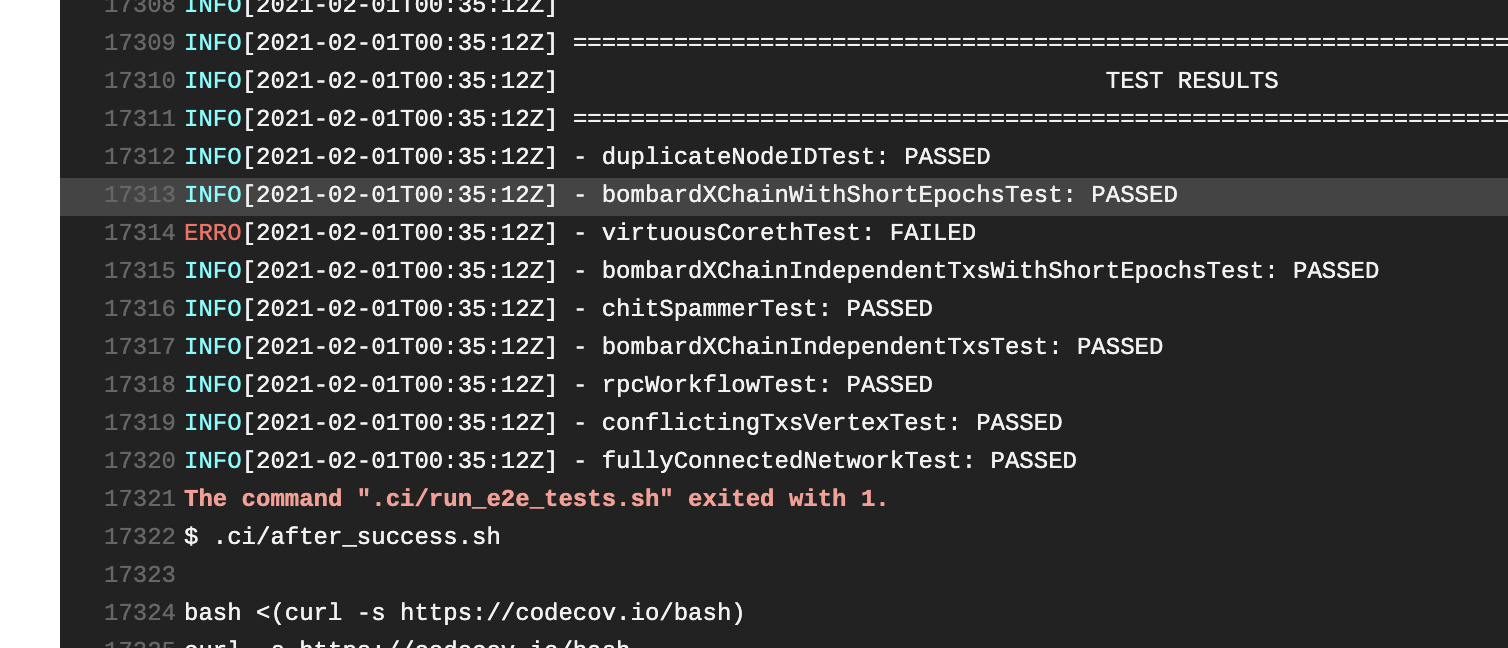 17308 INFO[2021-02-01T00:35:12Z]
17309 INFO[2021-02-01T00:35:12Z] =================================================================
17310 INFO[2021-02-01T00:35:12Z] TEST RESULTS
17311 INFO[2021-02-01T00:35:12Z] =================================================================
17312 INFO[2021-02-01T00:35:12Z] - duplicateNodeIDTest: PASSED
17313 INFO[2021-02-01T00:35:12Z] - bombardXChainWithShortEpochsTest: PASSED
17314 ERRO[2021-02-01T00:35:12Z] - virtuousCorethTest: FAILED
17315 INFO[2021-02-01T00:35:12Z] - bombardXChainIndependentTxsWithShortEpochsTest: PASSED
17316 INFO[2021-02-01T00:35:12Z] - chitSpammerTest: PASSED
17317 INFO[2021-02-01T00:35:12Z] - bombardXChainIndependentTxsTest: PASSED
17318 INFO[2021-02-01T00:35:12Z] - rpcWorkflowTest: PASSED
17319 INFO[2021-02-01T00:35:12Z] - conflictingTxsVertexTest: PASSED
17320 INFO[2021-02-01T00:35:12Z] - fullyConnectedNetworkTest: PASSED
17321 The command ".ci/run_e2e_tests.sh" exited with 1.
17322 $ .ci/after_success.sh
17323
17324 bash <(curl -s https://codecov.io/bash)
17325 curl -s https://codecov.io/bash